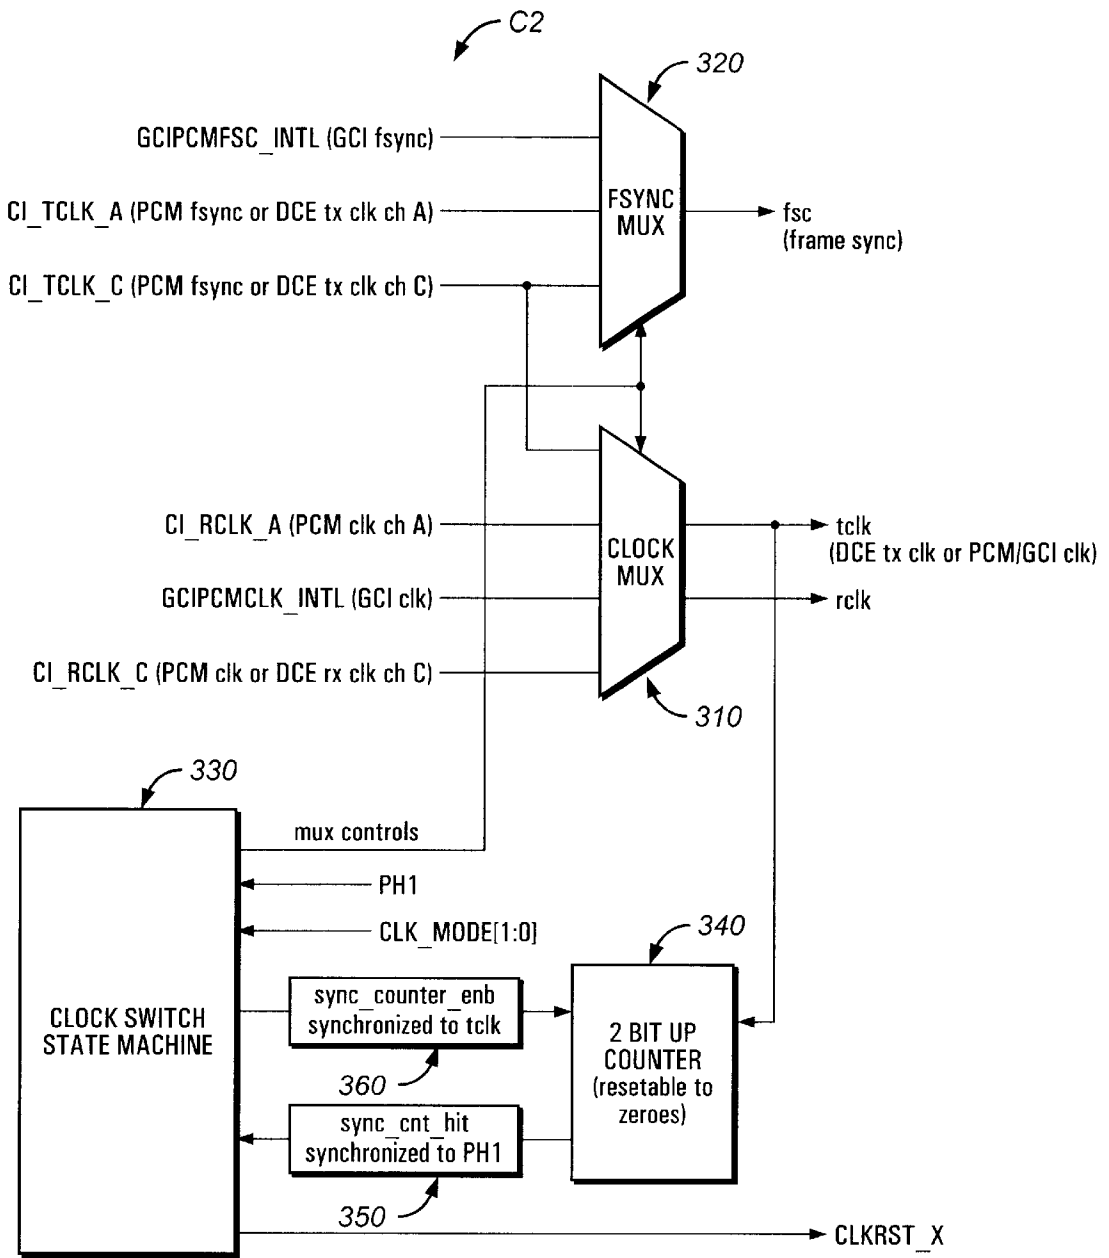 C2
320
GCIPCMFSC_INTL (GCI fsync)
CI_TCLK_A (PCM fsync or DCE tx clk ch A)
FSYNC
MUX
fsc
(frame sync)
CI_TCLK_C (PCM fsync or DCE tx clk ch C)
CI_RCLK_A (PCM clk ch A)
CLOCK
MUX
tclk
(DCE tx clk or PCM/GCI clk)
GCIPCMCLK_INTL (GCI clk)
rclk
CI_RCLK_C (PCM clk or DCE rx clk ch C)
310
330
mux controls
PH1
CLK_MODE[1:0]
340
CLOCK SWITCH
STATE MACHINE
sync_counter_enb
synchronized to tclk
360
2 BIT UP
COUNTER
(resetable to
zeroes)
sync_cnt_hit
synchronized to PH1
350
CLKRST_X